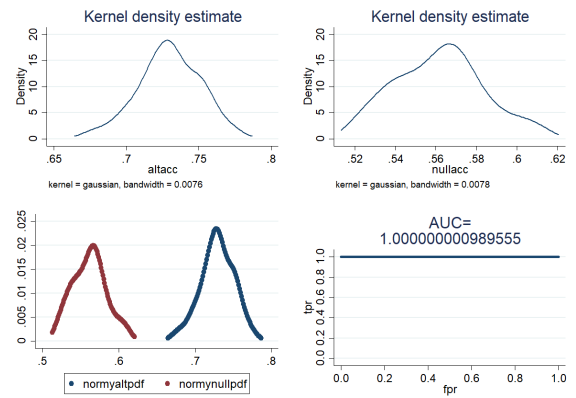 Kernel density estimate
Density
0 5 10 15 20
.65 .7 .75 .8
altacc
kernel = gaussian, bandwidth = 0.0076
Kernel density estimate
Density
0 5 10 15 20
.52 .54 .56 .58 .6 .62
nullacc
kernel = gaussian, bandwidth = 0.0078
0 .005 .01 .015 .02 .025
.5 .6 .7 .8
normyaltpdf normynullpdf
AUC=
1.000000000989555
tpr
0.0 0.2 0.4 0.6 0.8 1.0
0.0 0.2 0.4 0.6 0.8 1.0
fpr